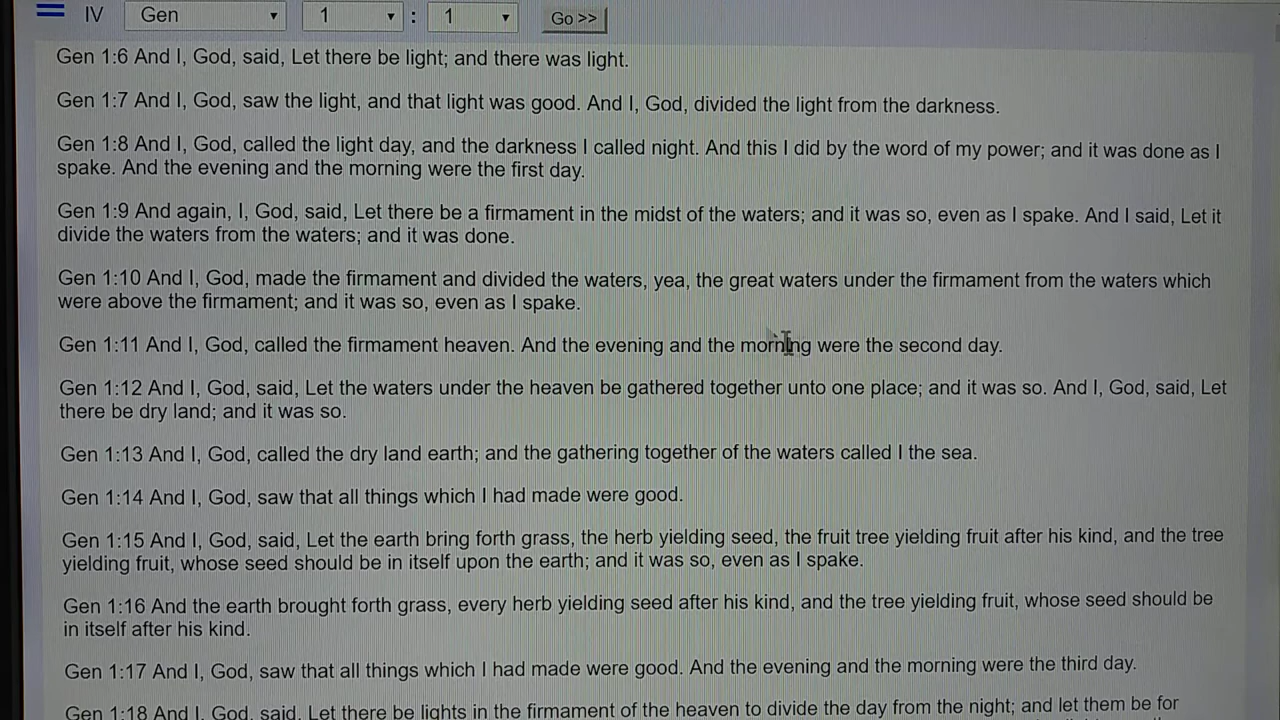 IV Gen 1 : 1 Go >>
Gen 1:6 And I, God, said, Let there be light; and there was light.
Gen 1:7 And I, God, saw the light, and that light was good. And I, God, divided the light from the darkness.
Gen 1:8 And I, God, called the light day, and the darkness I called night. And this I did by the word of my power; and it was done as I
spake. And the evening and the morning were the first day.
Gen 1:9 And again, I, God, said, Let there be a firmament in the midst of the waters; and it was so, even as I spake. And I said, Let it
divide the waters from the waters; and it was done.
Gen 1:10 And I, God, made the firmament and divided the waters, yea, the great waters under the firmament from the waters which
were above the firmament; and it was so, even as I spake.
Gen 1:11 And I, God, called the firmament heaven. And the evening and the morning were the second day.
Gen 1:12 And I, God, said, Let the waters under the heaven be gathered together unto one place; and it was so. And I, God, said, Let
there be dry land; and it was so.
Gen 1:13 And I, God, called the dry land earth; and the gathering together of the waters called I the sea.
Gen 1:14 And I, God, saw that all things which I had made were good.
Gen 1:15 And I, God, said, Let the earth bring forth grass, the herb yielding seed, the fruit tree yielding fruit after his kind, and the tree
yielding fruit, whose seed should be in itself upon the earth; and it was so, even as I spake.
Gen 1:16 And the earth brought forth grass, every herb yielding seed after his kind, and the tree yielding fruit, whose seed should be
in itself after his kind.
Gen 1:17 And I, God, saw that all things which I had made were good. And the evening and the morning were the third day.
Gen 1:18 And I, God, said, Let there be lights in the firmament of the heaven to divide the day from the night; and let them be for